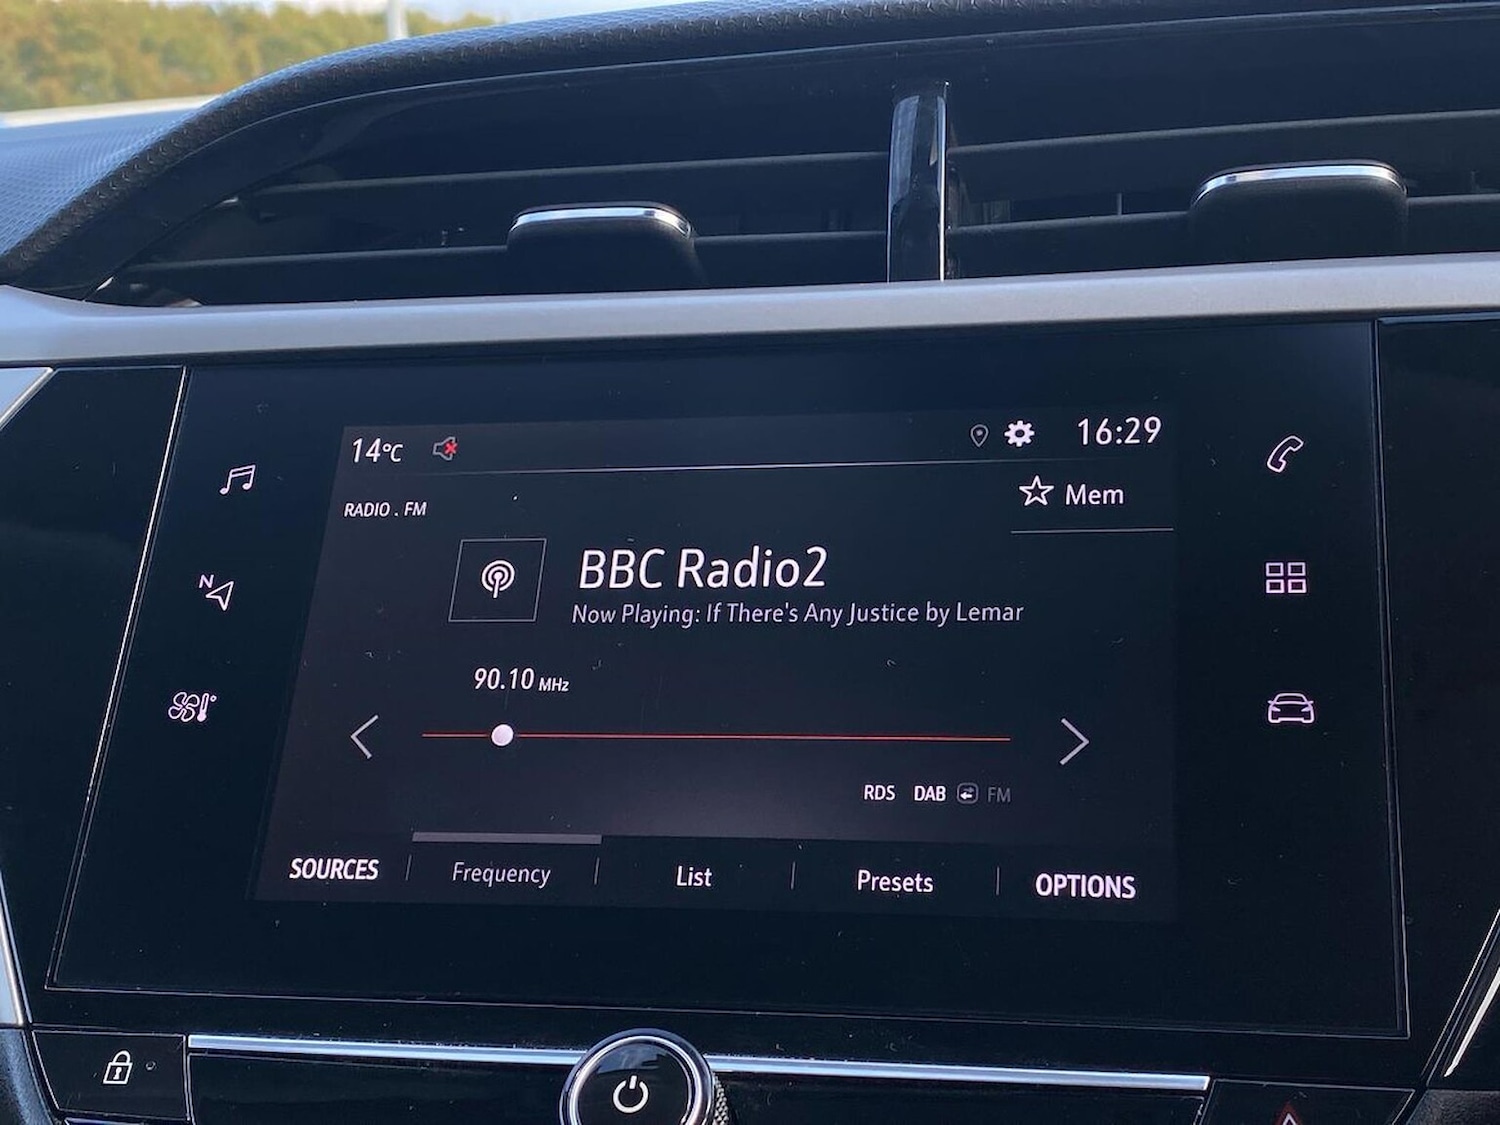 14°C
16:29
Mem
RADIO . FM
BBC Radio2
Now Playing: If There's Any Justice by Lemar
N
90.10 MHz
RDS DAB FM
SOURCES Frequency List Presets OPTIONS